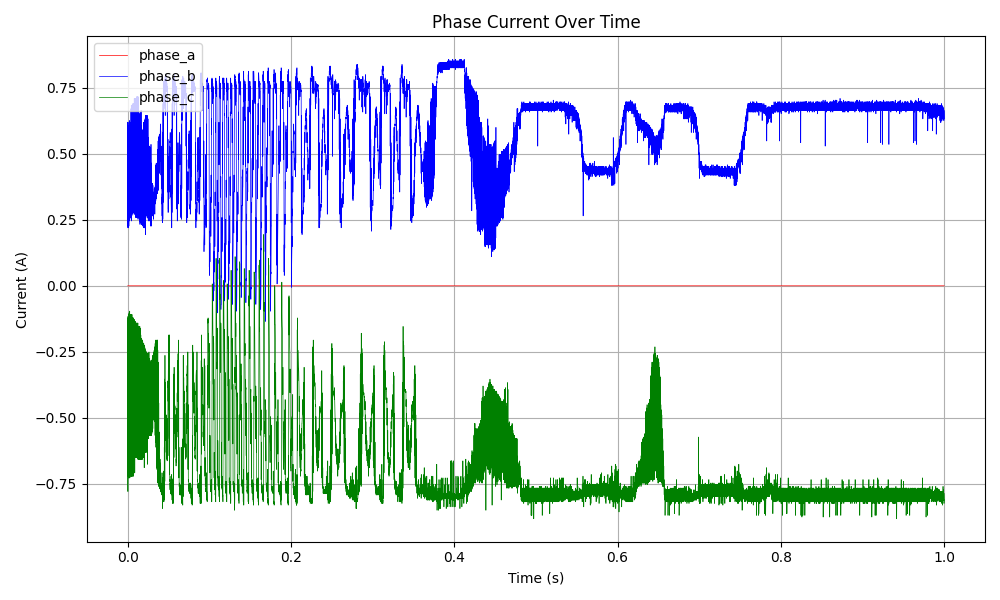 Phase Current Over Time
phase_a
phase_b
phase_c
Current (A)
0.75
0.50
0.25
0.00
−0.25
−0.50
−0.75
0.0 0.2 0.4 0.6 0.8 1.0
Time (s)